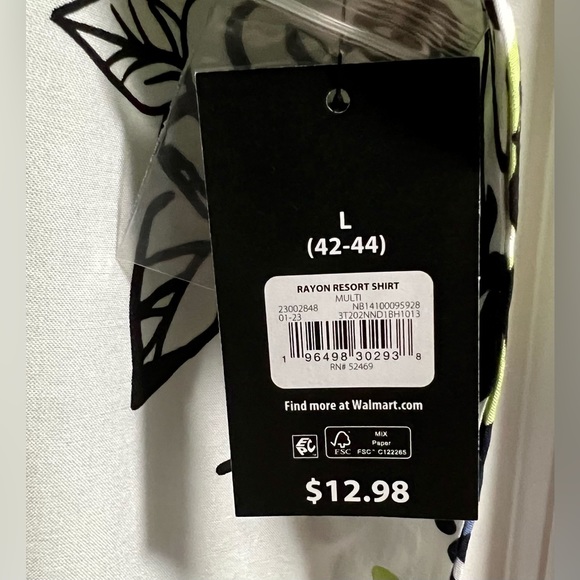 L
(42-44)
RAYON RESORT SHIRT
MULTI
23002848 NB14100095928
01-23 3T202NND1BH1013
1 96498 30293 8
RN# 52469
Find more at Walmart.com
FSC
MIX
Paper
FSC™ C122265
$12.98